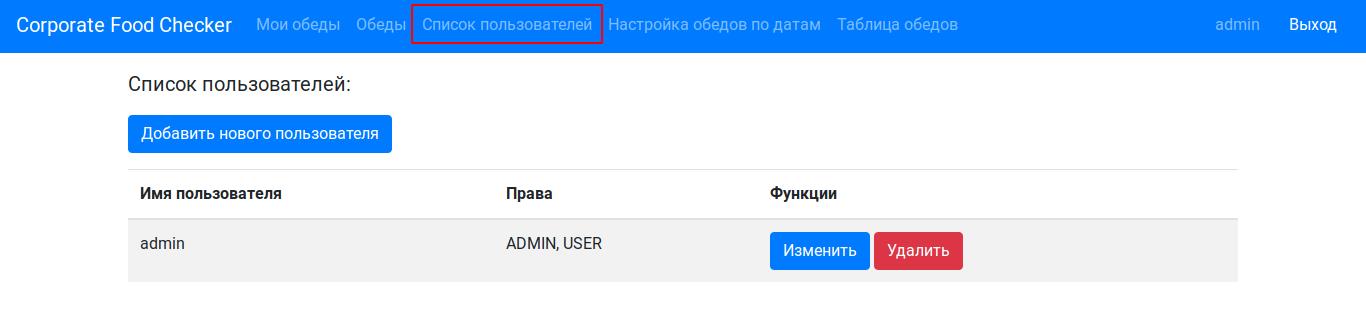 Corporate Food Checker Мои обеды Обеды Список пользователей Настройка обедов по датам Таблица обедов admin Выход
Список пользователей:
Добавить нового пользователя
Имя пользователя Права Функции
admin ADMIN, USER Изменить Удалить